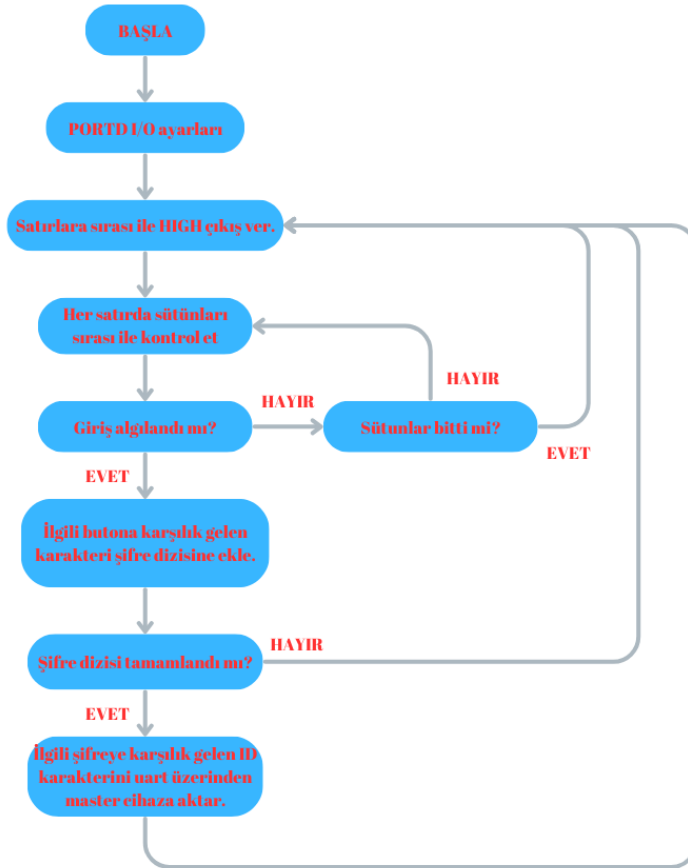 BAŞLA
PORTD I/O ayarları
Satırlara sırası ile HIGH çıkış ver.
Her satırda sütünları
sırası ile kontrol et
HAYIR
Giriş algılandı mı?
HAYIR
Sütunlar bitti mi?
EVET
EVET
İlgili butona karşılık gelen
karakteri şifre dizisine ekle.
Şifre dizisi tamamlandı mı?
HAYIR
EVET
İlgili şifreye karşılık gelen ID
karakterini uart üzerinden
master cihaza aktar.